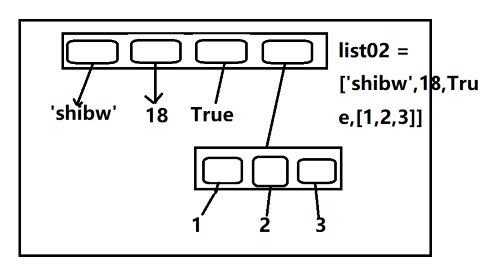 list02 =
['shibw',18,Tru
e,[1,2,3]]
'shibw' 18 True
1 2 3